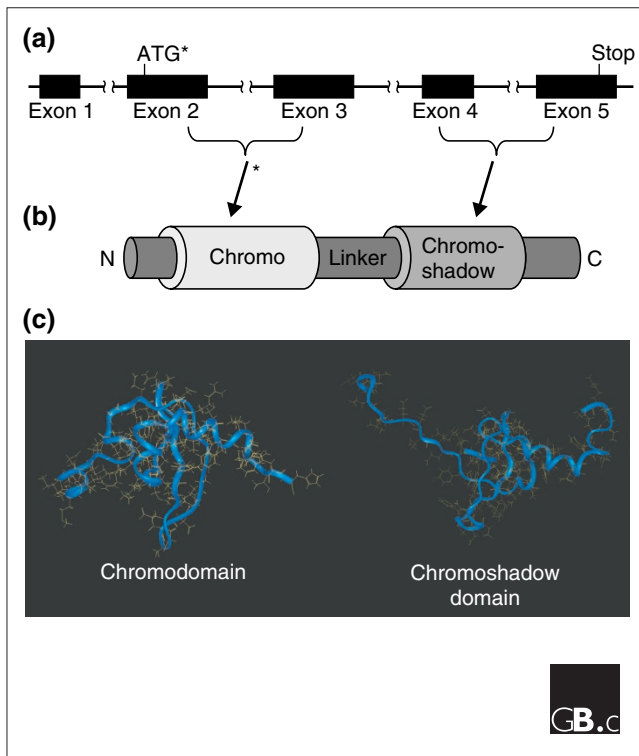 (a)
ATG*
Stop
Exon 1
Exon 2
Exon 3
Exon 4
Exon 5
*
(b)
N
Chromo
Linker
Chromo-
shadow
C
(c)
Chromodomain
Chromoshadow
domain
GB.c